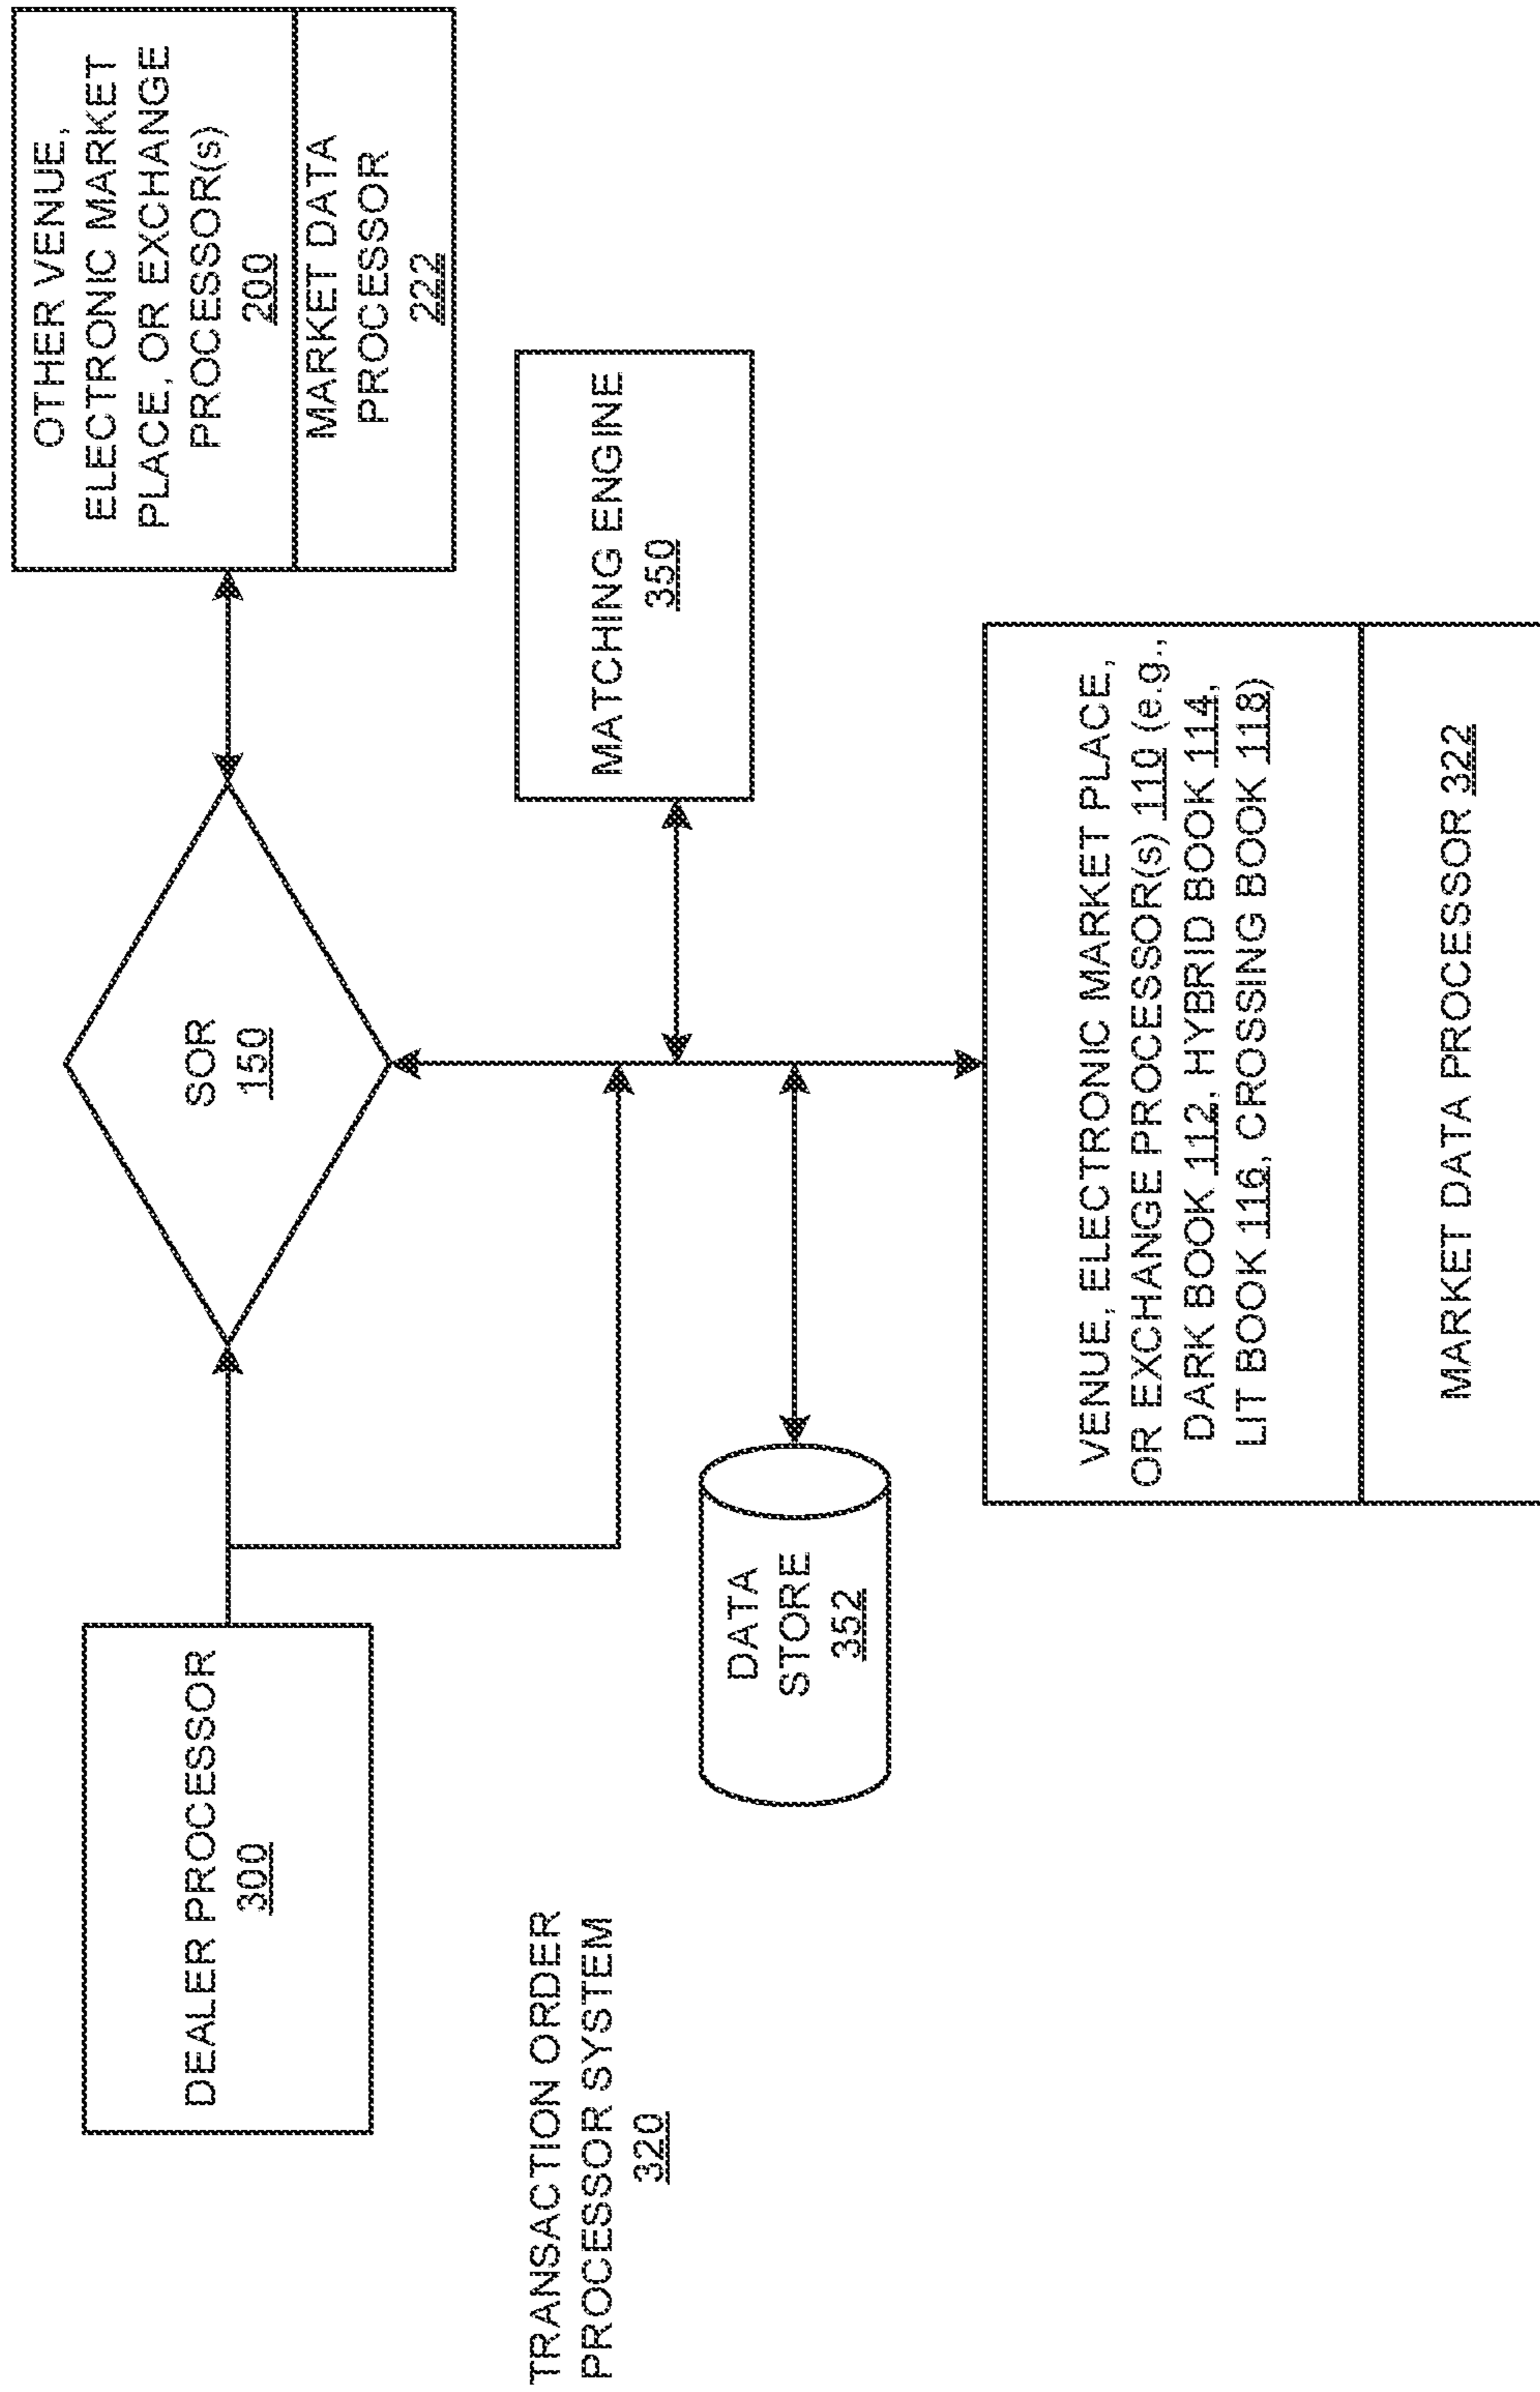 DEALER PROCESSOR
300
SOR
150
OTHER VENUE,
ELECTRONIC MARKET
PLACE, OR EXCHANGE
PROCESSOR(s)
200
MARKET DATA
PROCESSOR
222
TRANSACTION ORDER
PROCESSOR SYSTEM
320
DATA
STORE
352
MATCHING ENGINE
350
VENUE, ELECTRONIC MARKET PLACE,
OR EXCHANGE PROCESSOR(s) 110 (e.g.,
DARK BOOK 112, HYBRID BOOK 114,
LIT BOOK 116, CROSSING BOOK 118)
MARKET DATA PROCESSOR 322